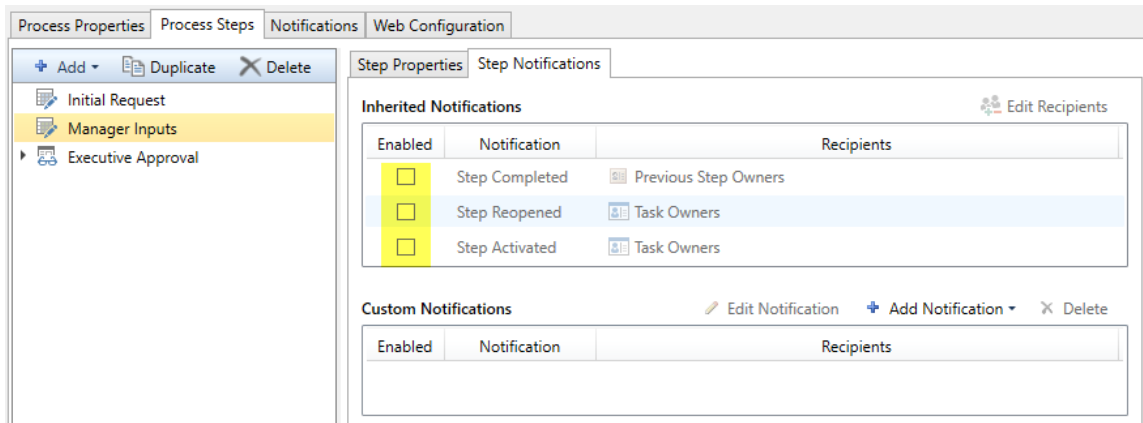 Process Properties Process Steps Notifications Web Configuration
Add Duplicate Delete
Initial Request
Manager Inputs
Executive Approval
Step Properties Step Notifications
Inherited Notifications Edit Recipients
Enabled Notification Recipients
Step Completed Previous Step Owners
Step Reopened Task Owners
Step Activated Task Owners
Custom Notifications Edit Notification Add Notification Delete
Enabled Notification Recipients